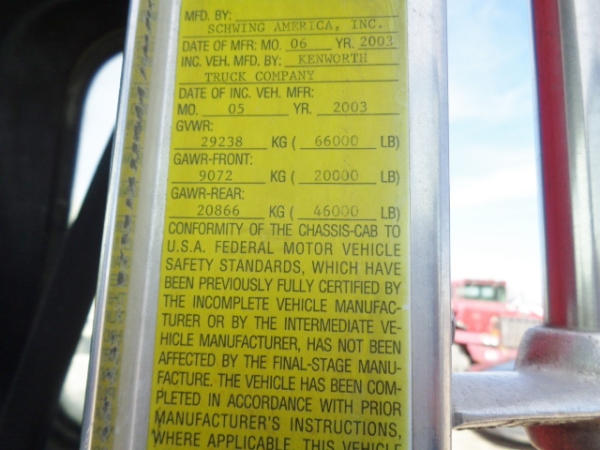 MFD. BY:
SCHWING AMERICA, INC.
DATE OF MFR: MO. 06 YR. 2003
INC. VEH. MFD. BY: KENWORTH
TRUCK COMPANY
DATE OF INC. VEH. MFR:
MO. 05 YR. 2003
GVWR:
29238 KG ( 66000 LB)
GAWR-FRONT:
9072 KG ( 20000 LB)
GAWR-REAR:
20866 KG ( 46000 LB)
CONFORMITY OF THE CHASSIS-CAB TO
U.S.A. FEDERAL MOTOR VEHICLE
SAFETY STANDARDS, WHICH HAVE
BEEN PREVIOUSLY FULLY CERTIFIED BY
THE INCOMPLETE VEHICLE MANUFAC-
TURER OR BY THE INTERMEDIATE VE-
HICLE MANUFACTURER, HAS NOT BEEN
AFFECTED BY THE FINAL-STAGE MANU-
FACTURE. THE VEHICLE HAS BEEN COM-
PLETED IN ACCORDANCE WITH PRIOR
MANUFACTURER'S INSTRUCTIONS,
WHERE APPLICABLE. THIS VEHICLE